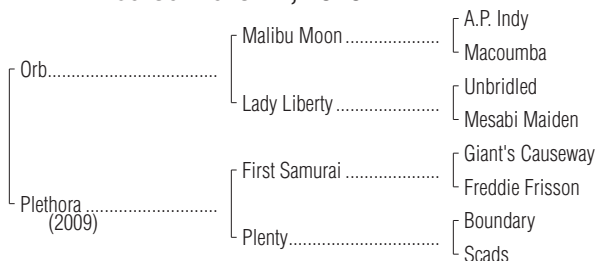 Malibu Moon
A.P. Indy
Macoumba
Orb
Lady Liberty
Unbridled
Mesabi Maiden
First Samurai
Giant's Causeway
Freddie Frisson
Plethora
(2009)
Plenty
Boundary
Scads